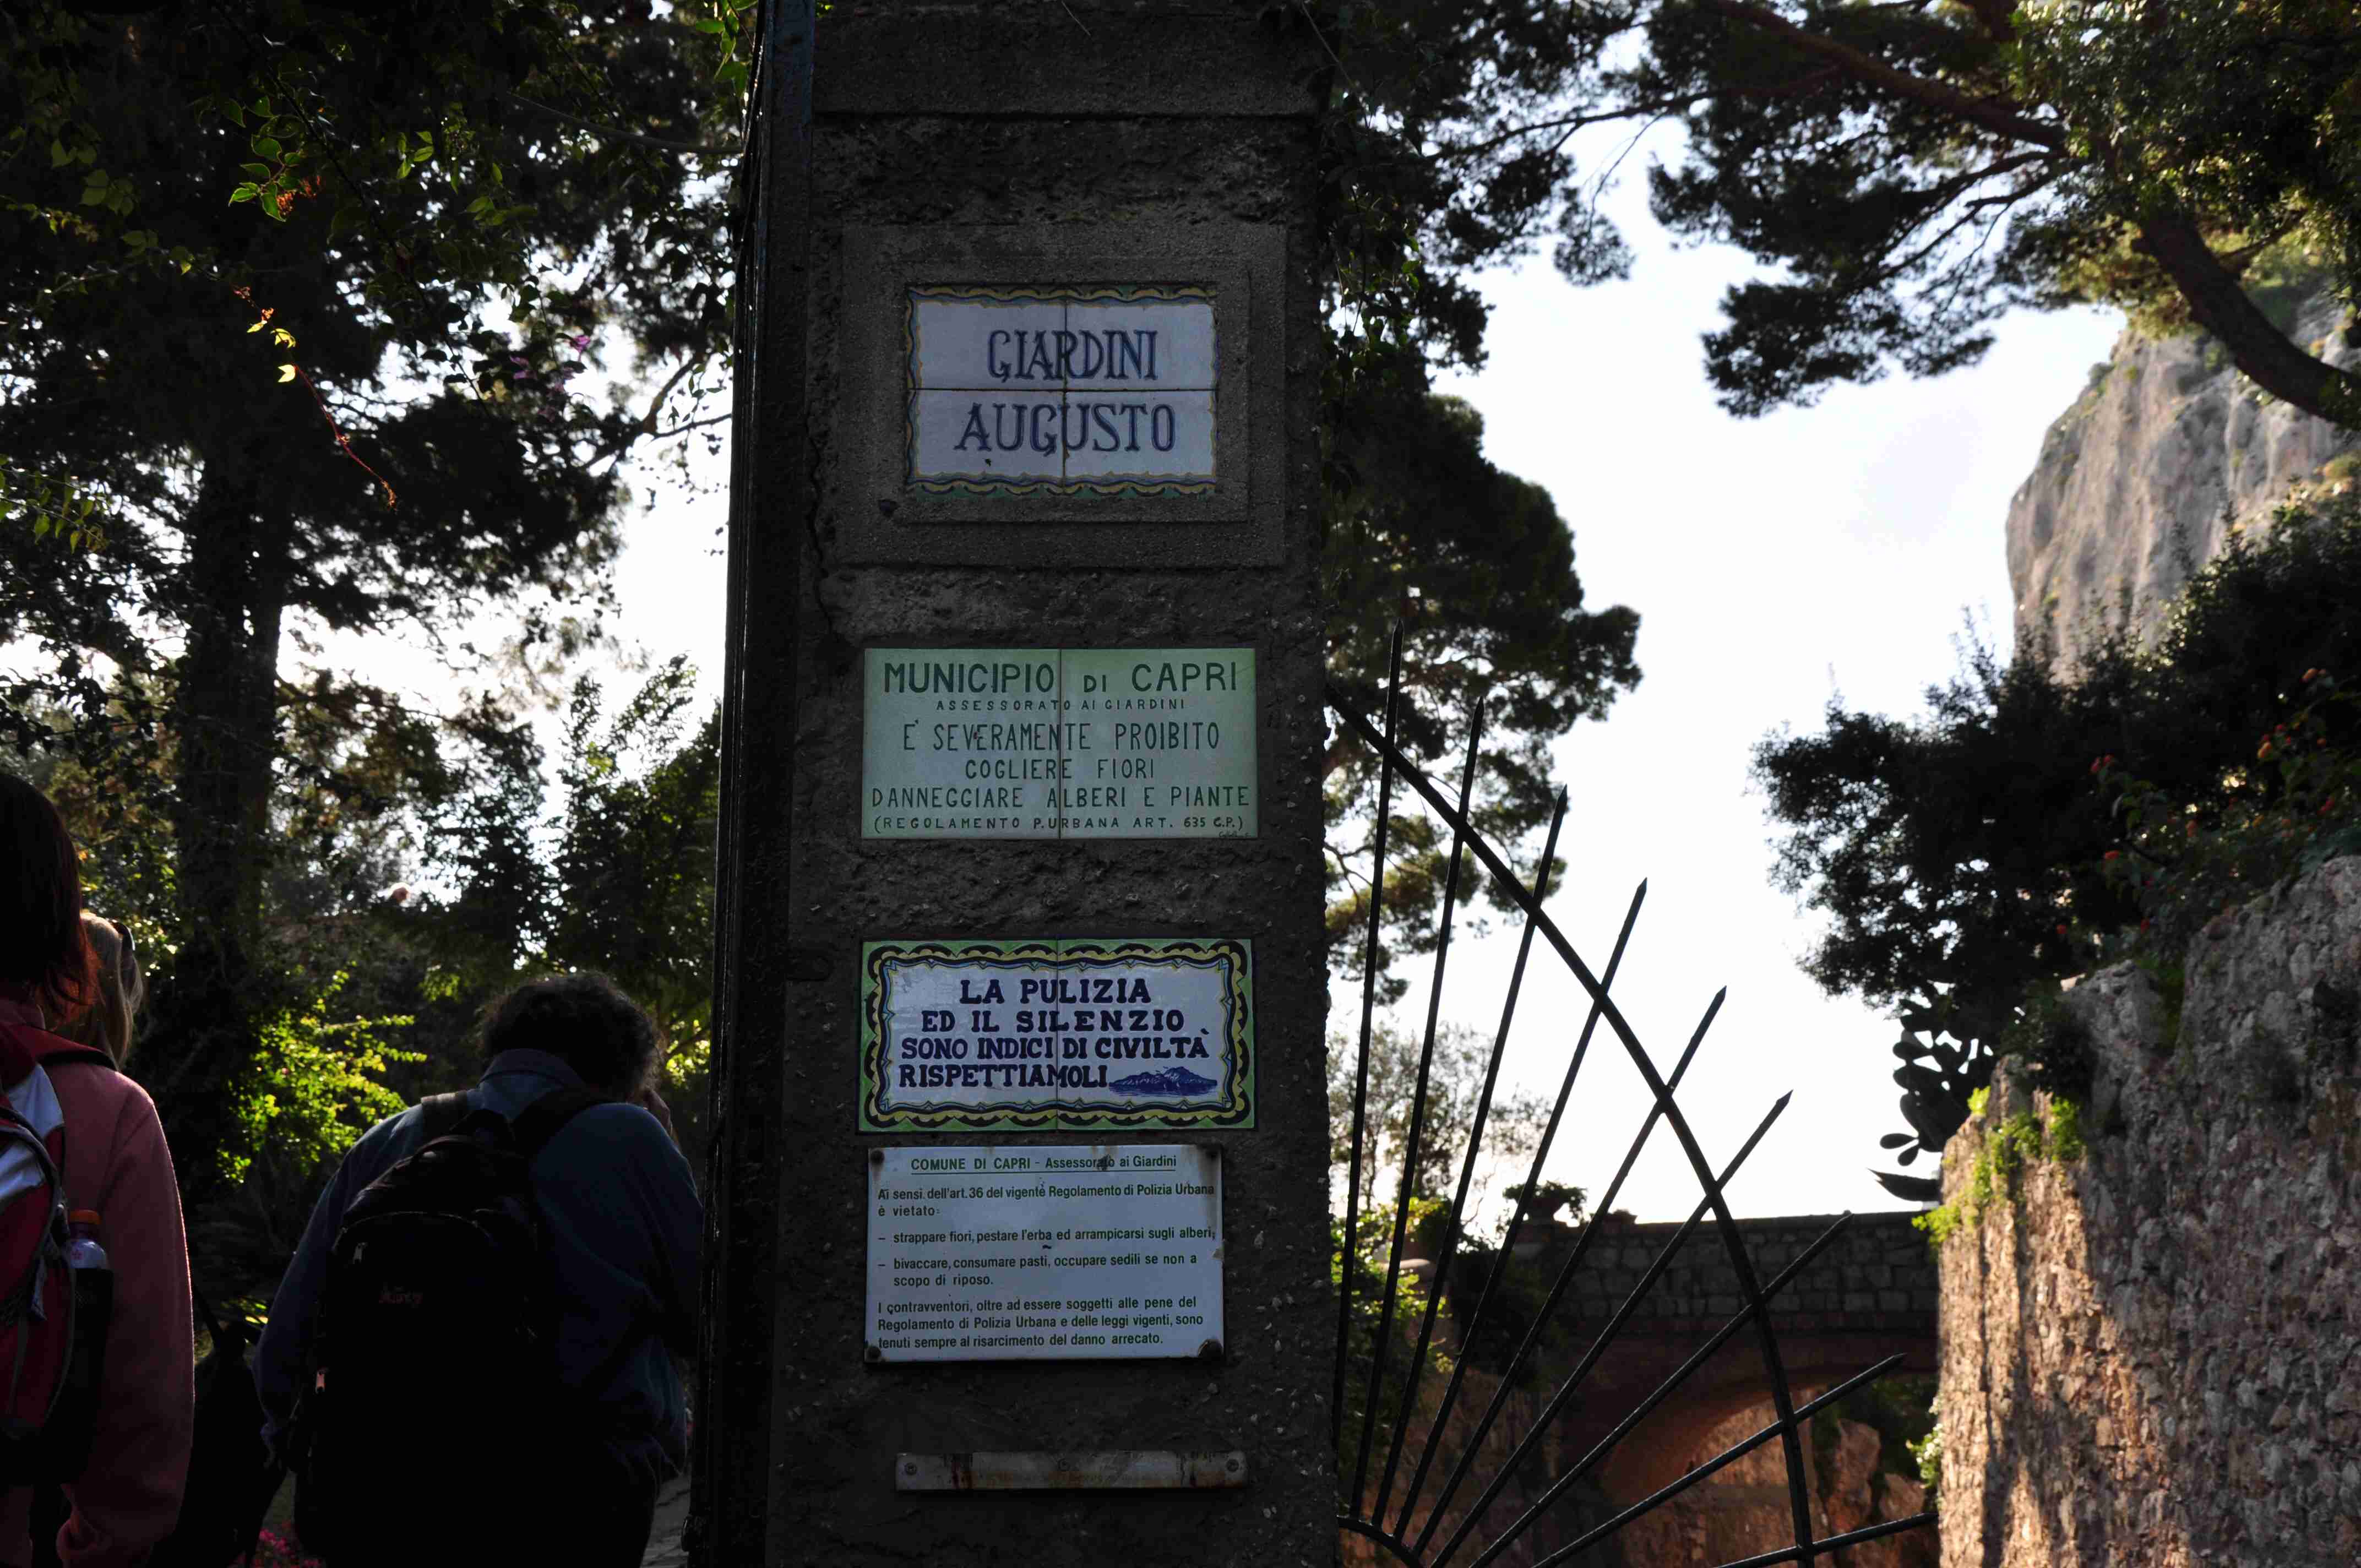 GIARDINI
AUGUSTO
MUNICIPIO DI CAPRI
ASSESSORATO AI GIARDINI
E' SEVERAMENTE PROIBITO
COGLIERE FIORI
DANNEGGIARE ALBERI E PIANTE
(REGOLAMENTO P.URBANA ART. 635 C.P.)
LA PULIZIA
ED IL SILENZIO
SONO INDICI DI CIVILTÀ
RISPETTIAMOLI
COMUNE DI CAPRI - Assessorato ai Giardini
Ai sensi dell'art. 36 del vigente Regolamento di Polizia Urbana
è vietato:
- strappare fiori, pestare l'erba ed arrampicarsi sugli alberi;
- bivaccare, consumare pasti, occupare sedili se non a
scopo di riposo.
I contravventori, oltre ad essere soggetti alle pene del
Regolamento di Polizia Urbana e delle leggi vigenti, sono
tenuti sempre al risarcimento del danno arrecato.